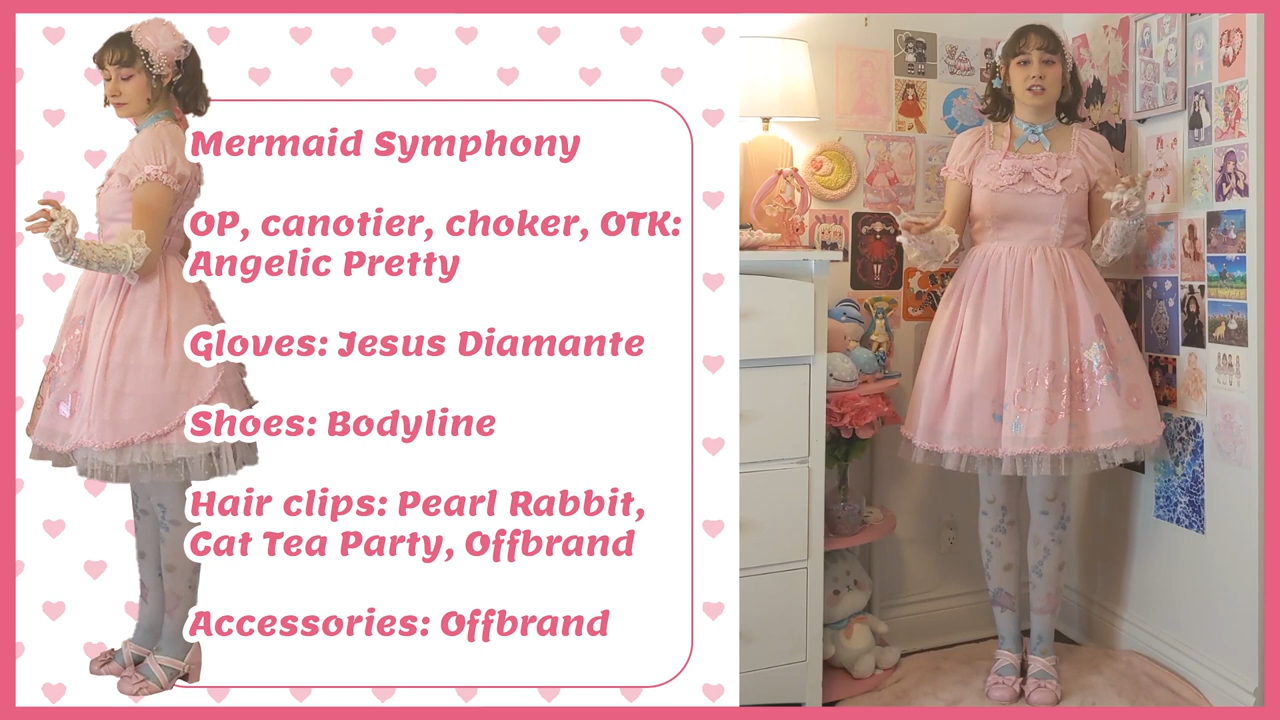 Mermaid Symphony
OP, canotier, choker, OTK:
Angelic Pretty
Gloves: Jesus Diamante
Shoes: Bodyline
Hair clips: Pearl Rabbit,
Cat Tea Party, Offbrand
Accessories: Offbrand